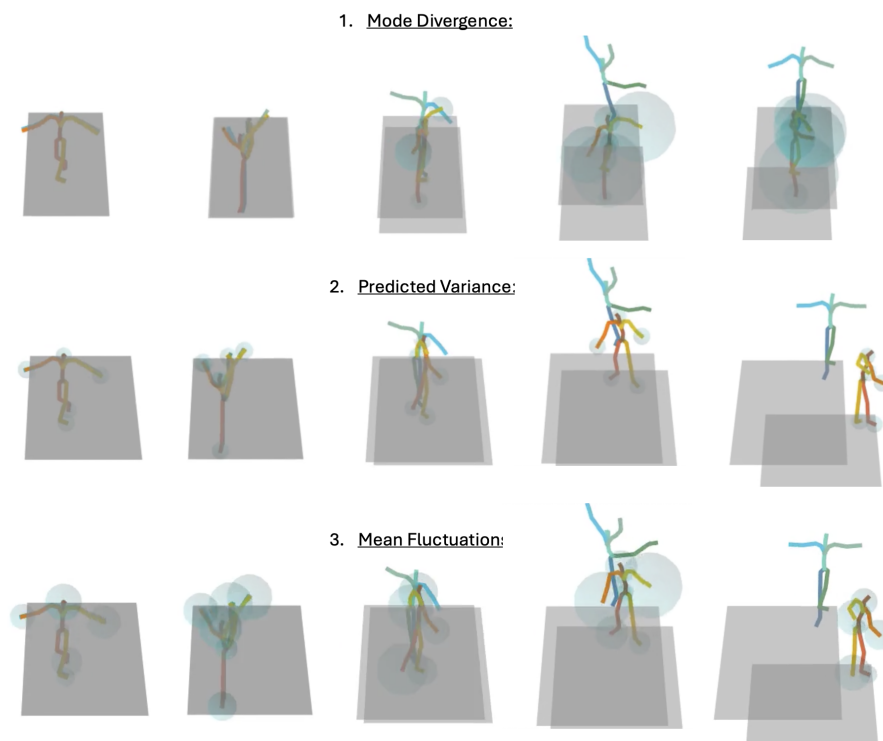 1. Mode Divergence:
2. Predicted Variance:
3. Mean Fluctuations